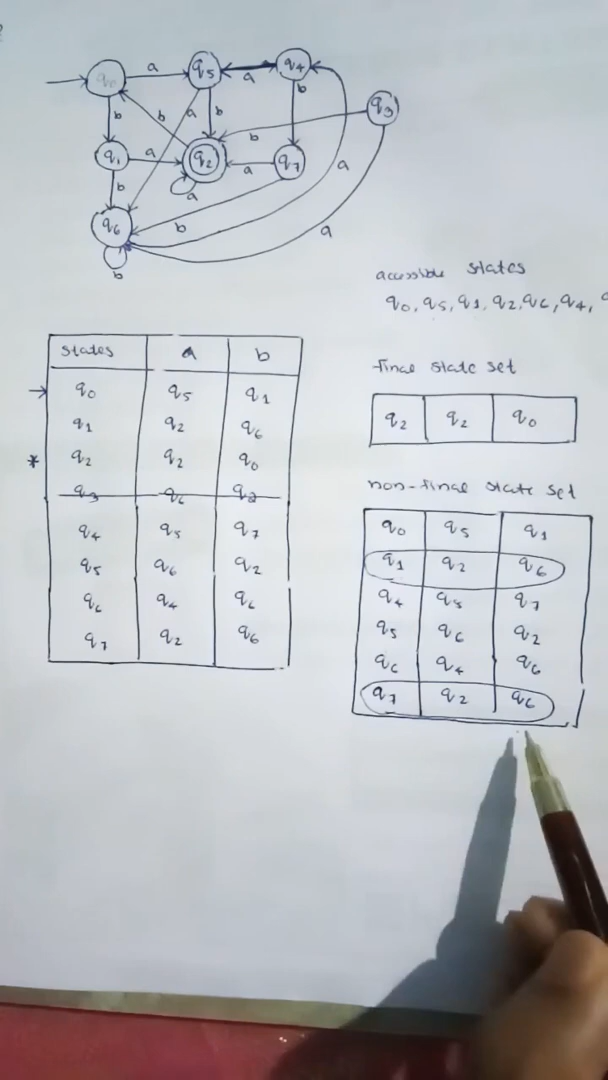 q0 a q5 a q4
b b a b b b q3
q1 a q2 a q7 a
b a
q6 b a
b
accessible states
q0, q5, q1, q2, q6, q4,
states a b
→ q0 q5 q1
q1 q2 q6
* q2 q2 q0
q3 q6 q2
q4 q5 q7
q5 q6 q2
q6 q4 q6
q7 q2 q6
final state set
q2 q2 q0
non-final state set
q0 q5 q1
q1 q2 q6
q4 q5 q7
q5 q6 q2
q6 q4 q6
q7 q2 q6